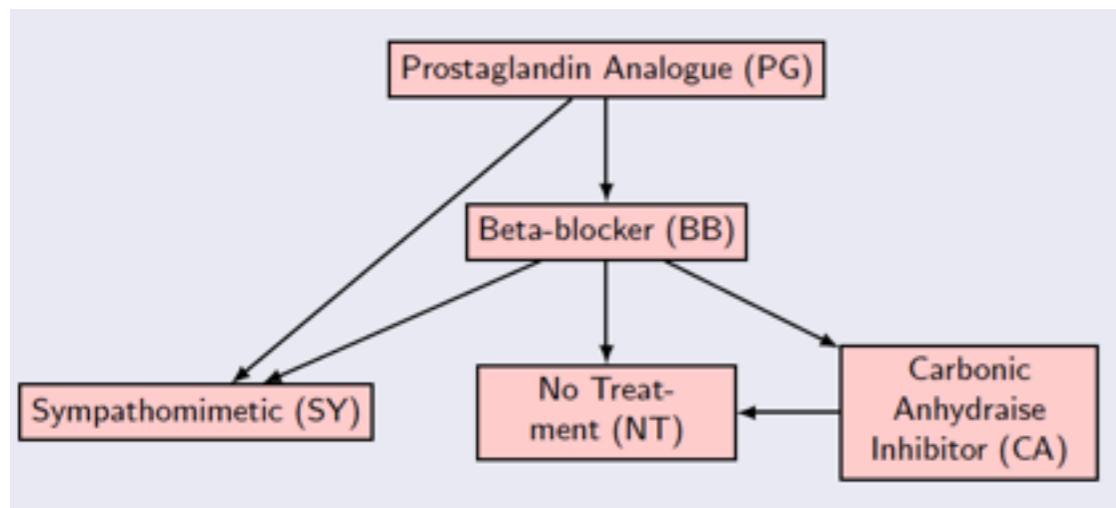 Prostaglandin Analogue (PG)
Beta-blocker (BB)
Sympathomimetic (SY)
No Treat-
ment (NT)
Carbonic
Anhydraise
Inhibitor (CA)